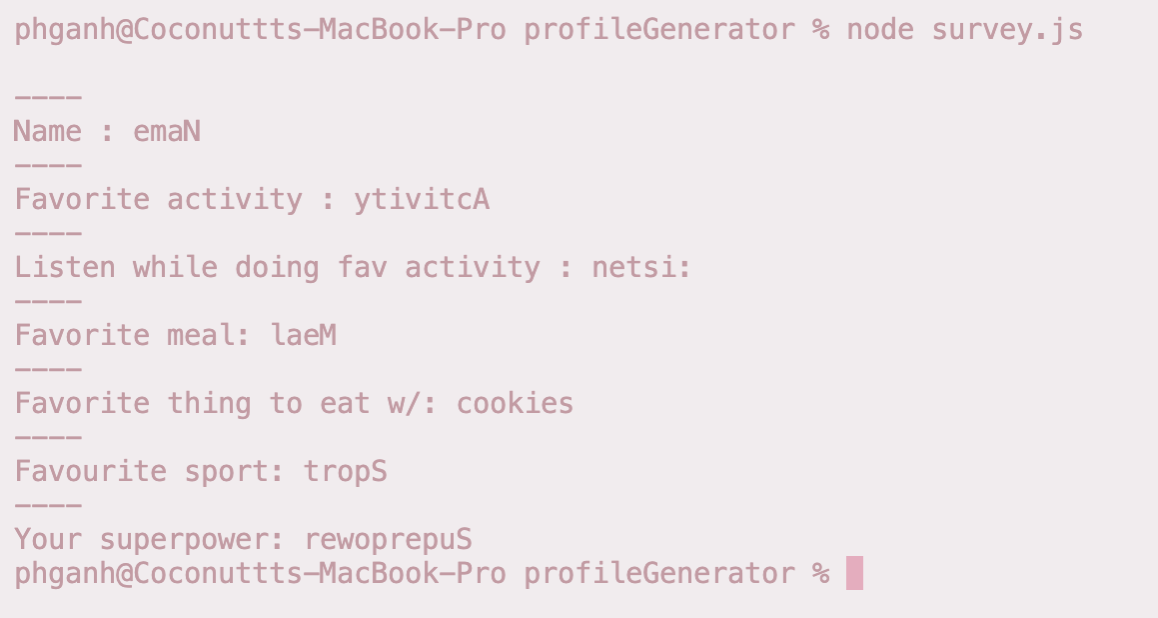 phganh@Coconuttts-MacBook-Pro profileGenerator % node survey.js
----
Name : emaN
----
Favorite activity : ytivitcA
----
Listen while doing fav activity : netsi:
----
Favorite meal: laeM
----
Favorite thing to eat w/: cookies
----
Favourite sport: tropS
----
Your superpower: rewoprepuS
phganh@Coconuttts-MacBook-Pro profileGenerator %